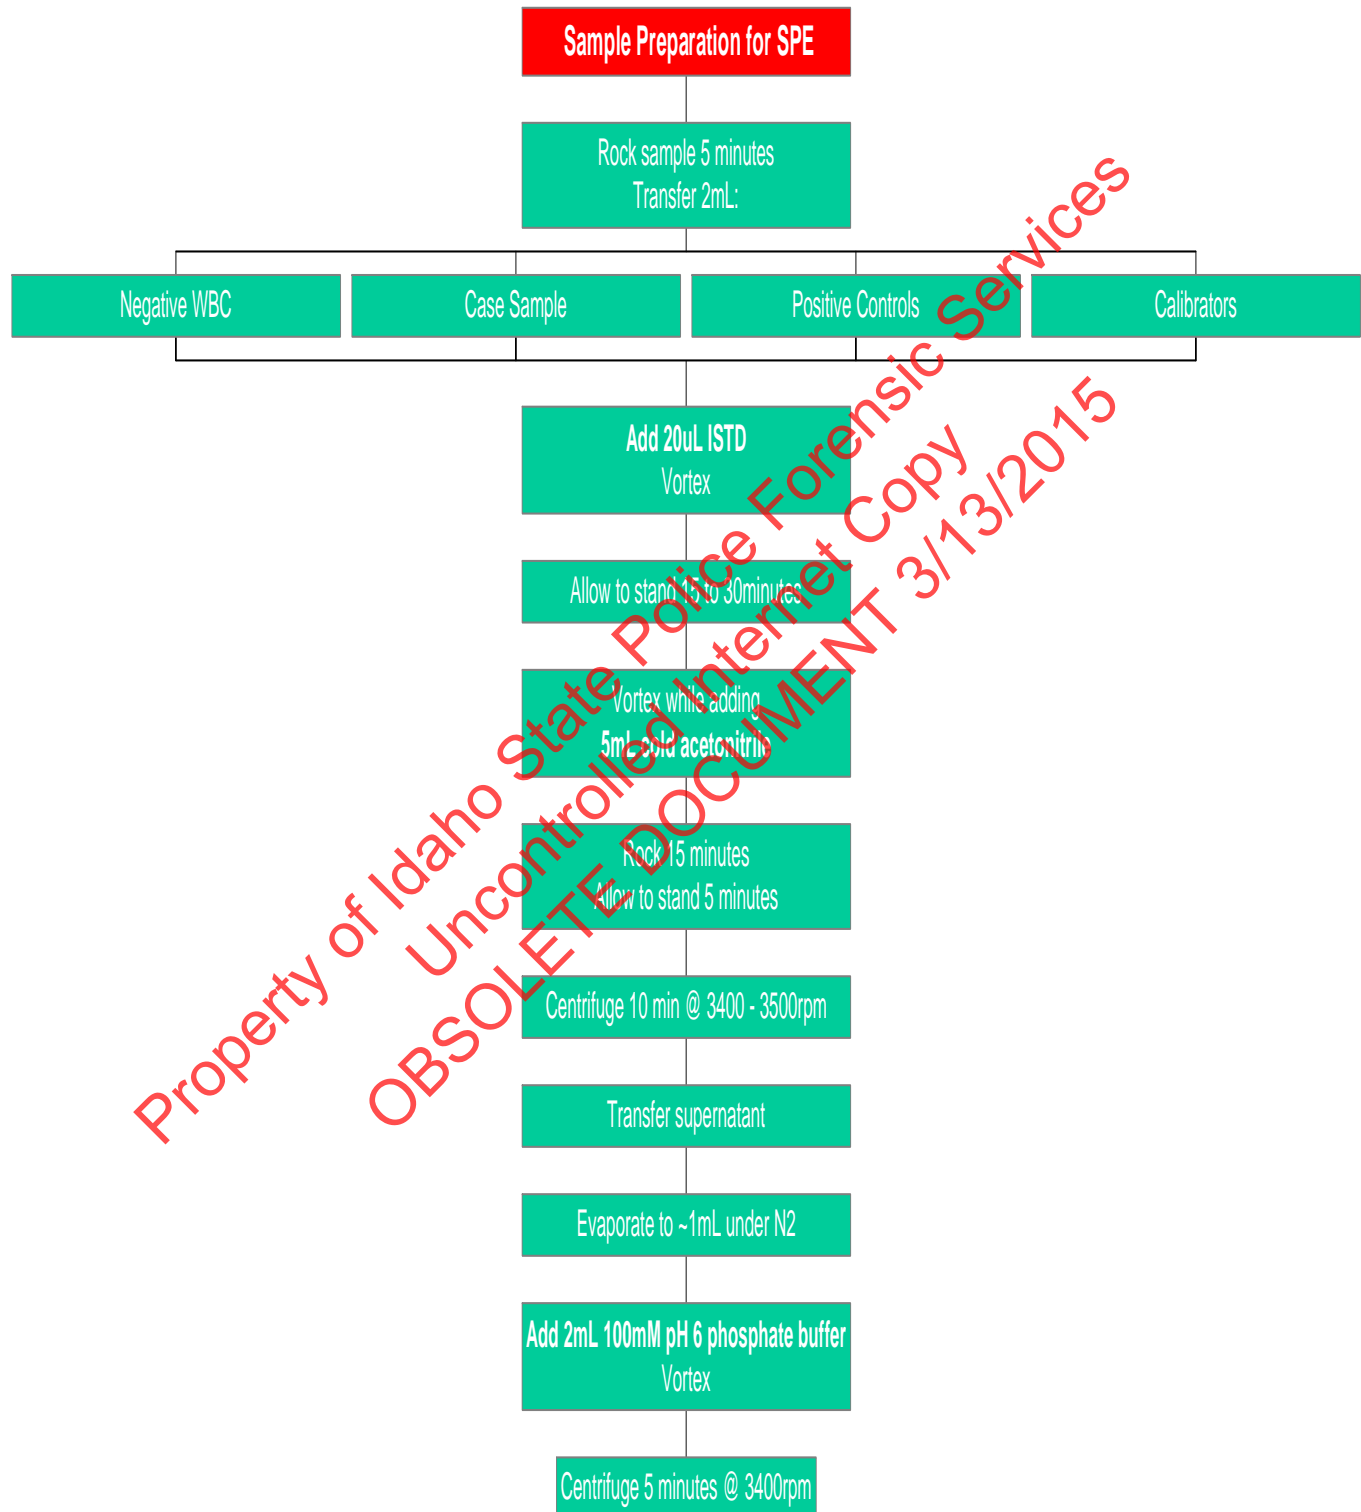 Sample Preparation for SPE
Rock sample 5 minutes
Transfer 2mL:
Negative WBC
Case Sample
Positive Controls
Calibrators
Add 20uL ISTD
Vortex
Allow to stand 15 to 30minutes
Vortex while adding
5mL cold acetonitrile
Rock 15 minutes
Allow to stand 5 minutes
Centrifuge 10 min @ 3400 - 3500rpm
Transfer supernatant
Evaporate to ~1mL under N2
Add 2mL 100mM pH 6 phosphate buffer
Vortex
Centrifuge 5 minutes @ 3400rpm
Property of Idaho State Police Forensic Services
Uncontrolled Internet Copy
OBSOLETE DOCUMENT 3/13/2015